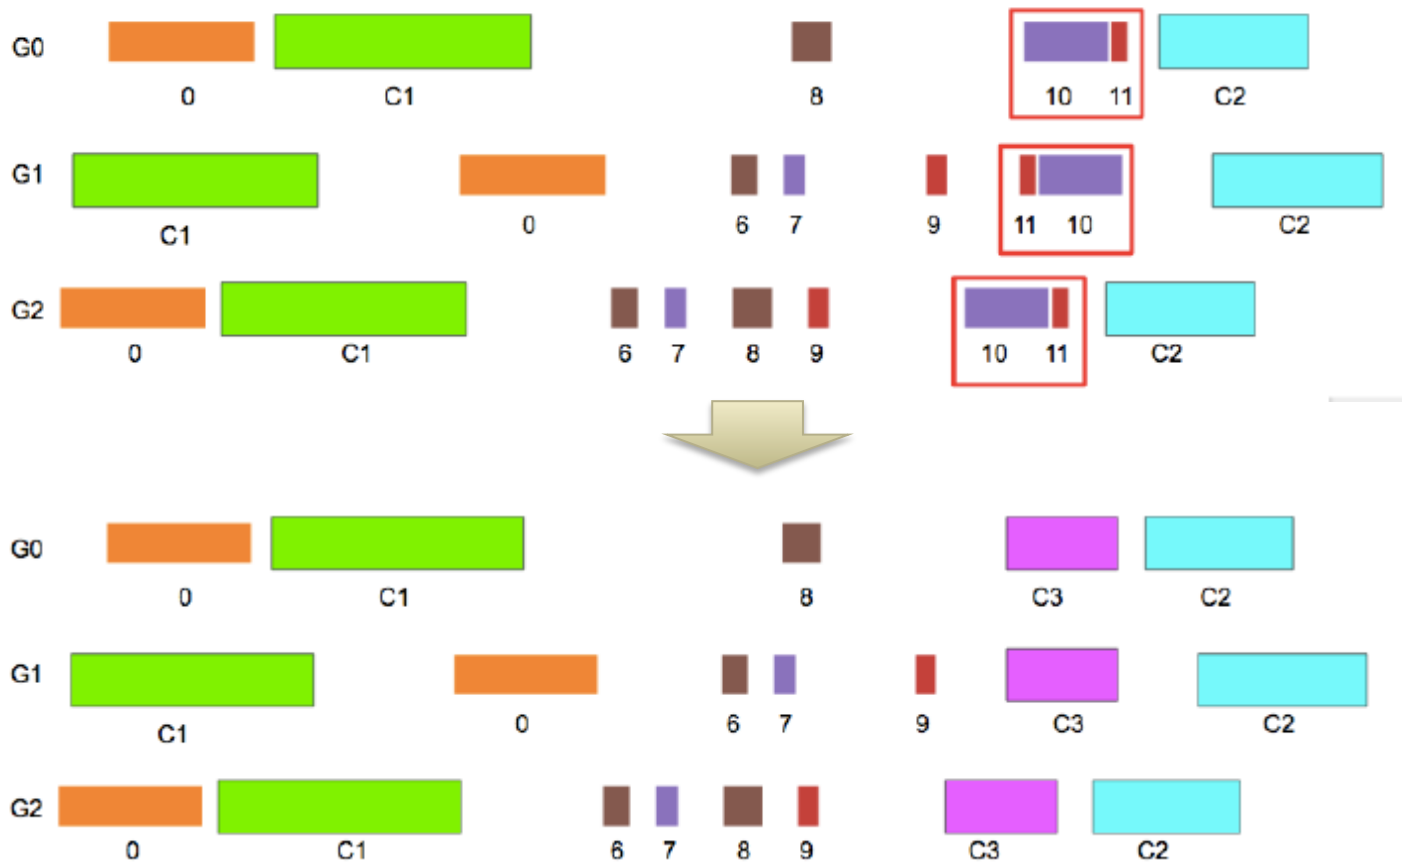 G0
0 C1 8 10 11 C2
G1
C1 0 6 7 9 11 10 C2
G2
0 C1 6 7 8 9 10 11 C2
G0
0 C1 8 C3 C2
G1
C1 0 6 7 9 C3 C2
G2
0 C1 6 7 8 9 C3 C2